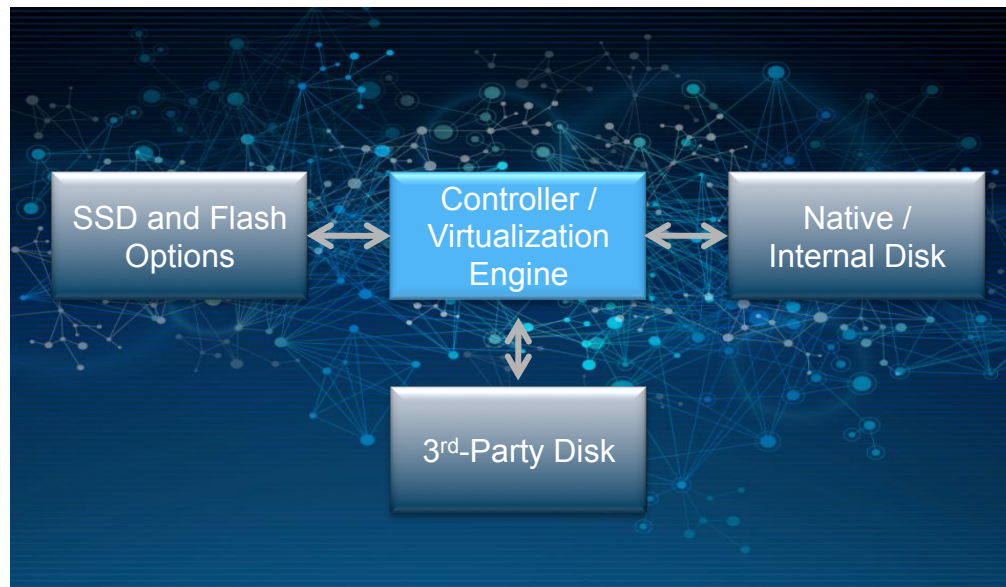 SSD and Flash
Options
Controller /
Virtualization
Engine
Native /
Internal Disk
3rd-Party Disk